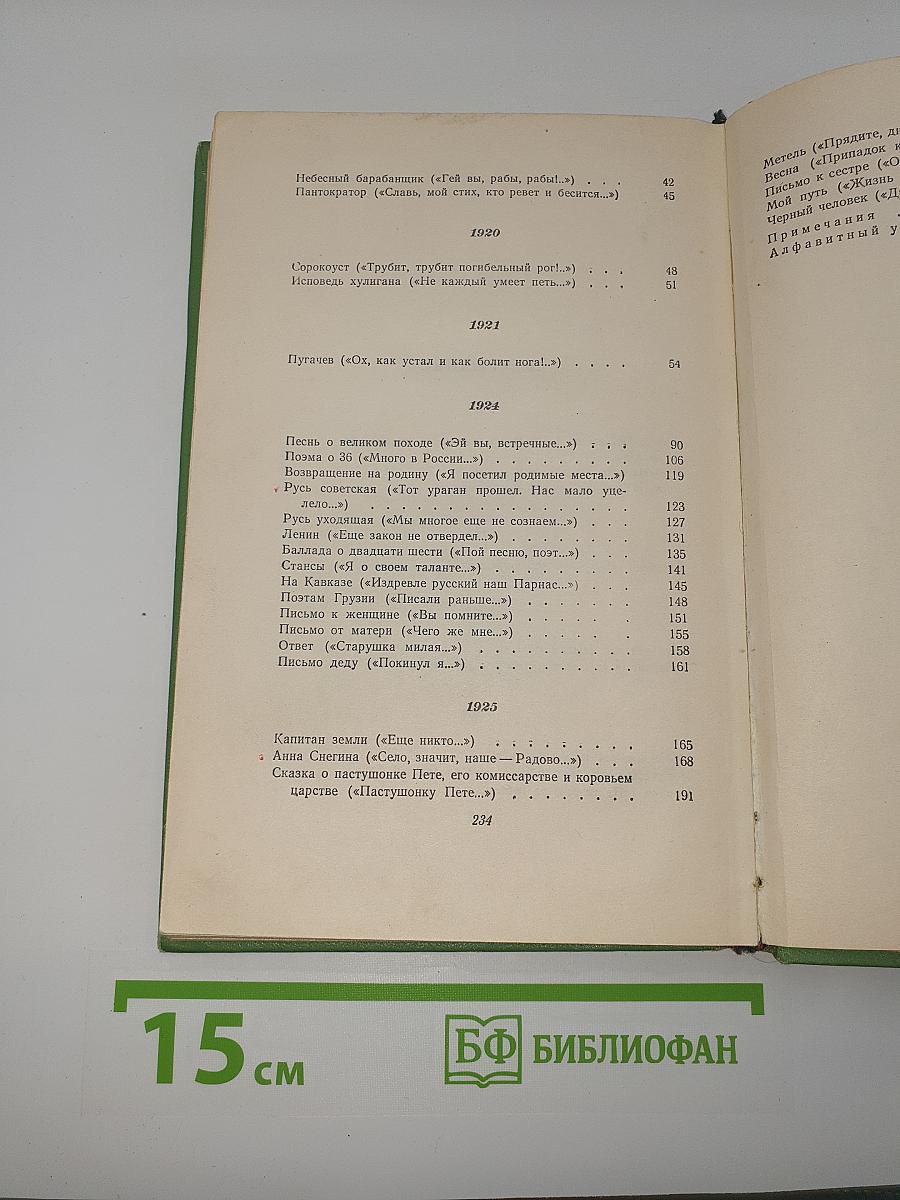 Небесный барабанщик («Гей вы, рабы, рабы!..») . . . 42
Пантократор («Славь, мой стих, кто ревет и бесится...») 45
1920
Сорокоуст («Трубит, трубит погибельный рог!..») . . . 48
Исповедь хулигана («Не каждый умеет петь...») . . . 51
1921
Пугачев («Ох, как устал и как болит нога!..») . . . . 54
1924
Песнь о великом походе («Эй вы, встречные...») . . . 90
Поэма о 36 («Много в России...») . . . . . . . . . 106
Возвращение на родину («Я посетил родимые места...») 119
Русь советская («Тот ураган прошел. Нас мало уце-
лело...») . . . . . . . . . . . . . . . . . . 123
Русь уходящая («Мы многое еще не сознаем...») . . . 127
Ленин («Еще закон не отвердел...») . . . . . . . . 131
Баллада о двадцати шести («Пой песню, поэт...») . . . 135
Стансы («Я о своем таланте...») . . . . . . . . . 141
На Кавказе («Издревле русский наш Парнас...») . . . 145
Поэтам Грузии («Писали раньше...») . . . . . . . 148
Письмо к женщине («Вы помните...») . . . . . . . 151
Письмо от матери («Чего же мне...») . . . . . . . 155
Ответ («Старушка милая...») . . . . . . . . . . 158
Письмо деду («Покинул я...») . . . . . . . . . . 161
1925
Капитан земли («Еще никто...») . . . . . . . . . 165
Анна Снегина («Село, значит, наше — Радово...») . . . 168
Сказка о пастушонке Пете, его комиссарстве и коровьем
царстве («Пастушонку Пете...») . . . . . . . . 191
234
Метель («Прядите,
Весна («Припадок
Письмо к сестре («О
Мой путь («Жизнь
Черный человек («Д
Примечания
Алфавитный у
15 см
БФ БИБЛИОФАН